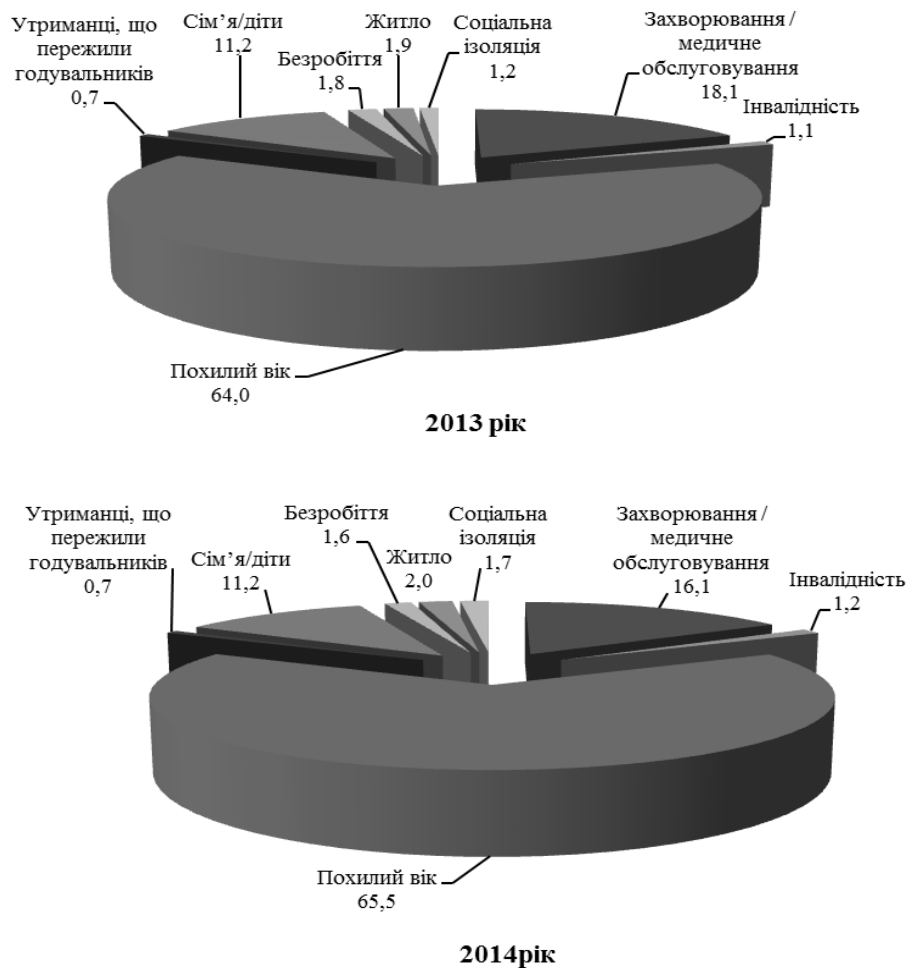 Утриманці, що
пережили
годувальників
0,7
Сім’я/діти
11,2
Безробіття
1,8
Житло
1,9
Соціальна
ізоляція
1,2
Захворювання /
медичне
обслуговування
18,1
Інвалідність
1,1
Похилий вік
64,0
2013 рік
Утриманці, що
пережили
годувальників
0,7
Сім’я/діти
11,2
Безробіття
1,6
Житло
2,0
Соціальна
ізоляція
1,7
Захворювання /
медичне
обслуговування
16,1
Інвалідність
1,2
Похилий вік
65,5
2014рік